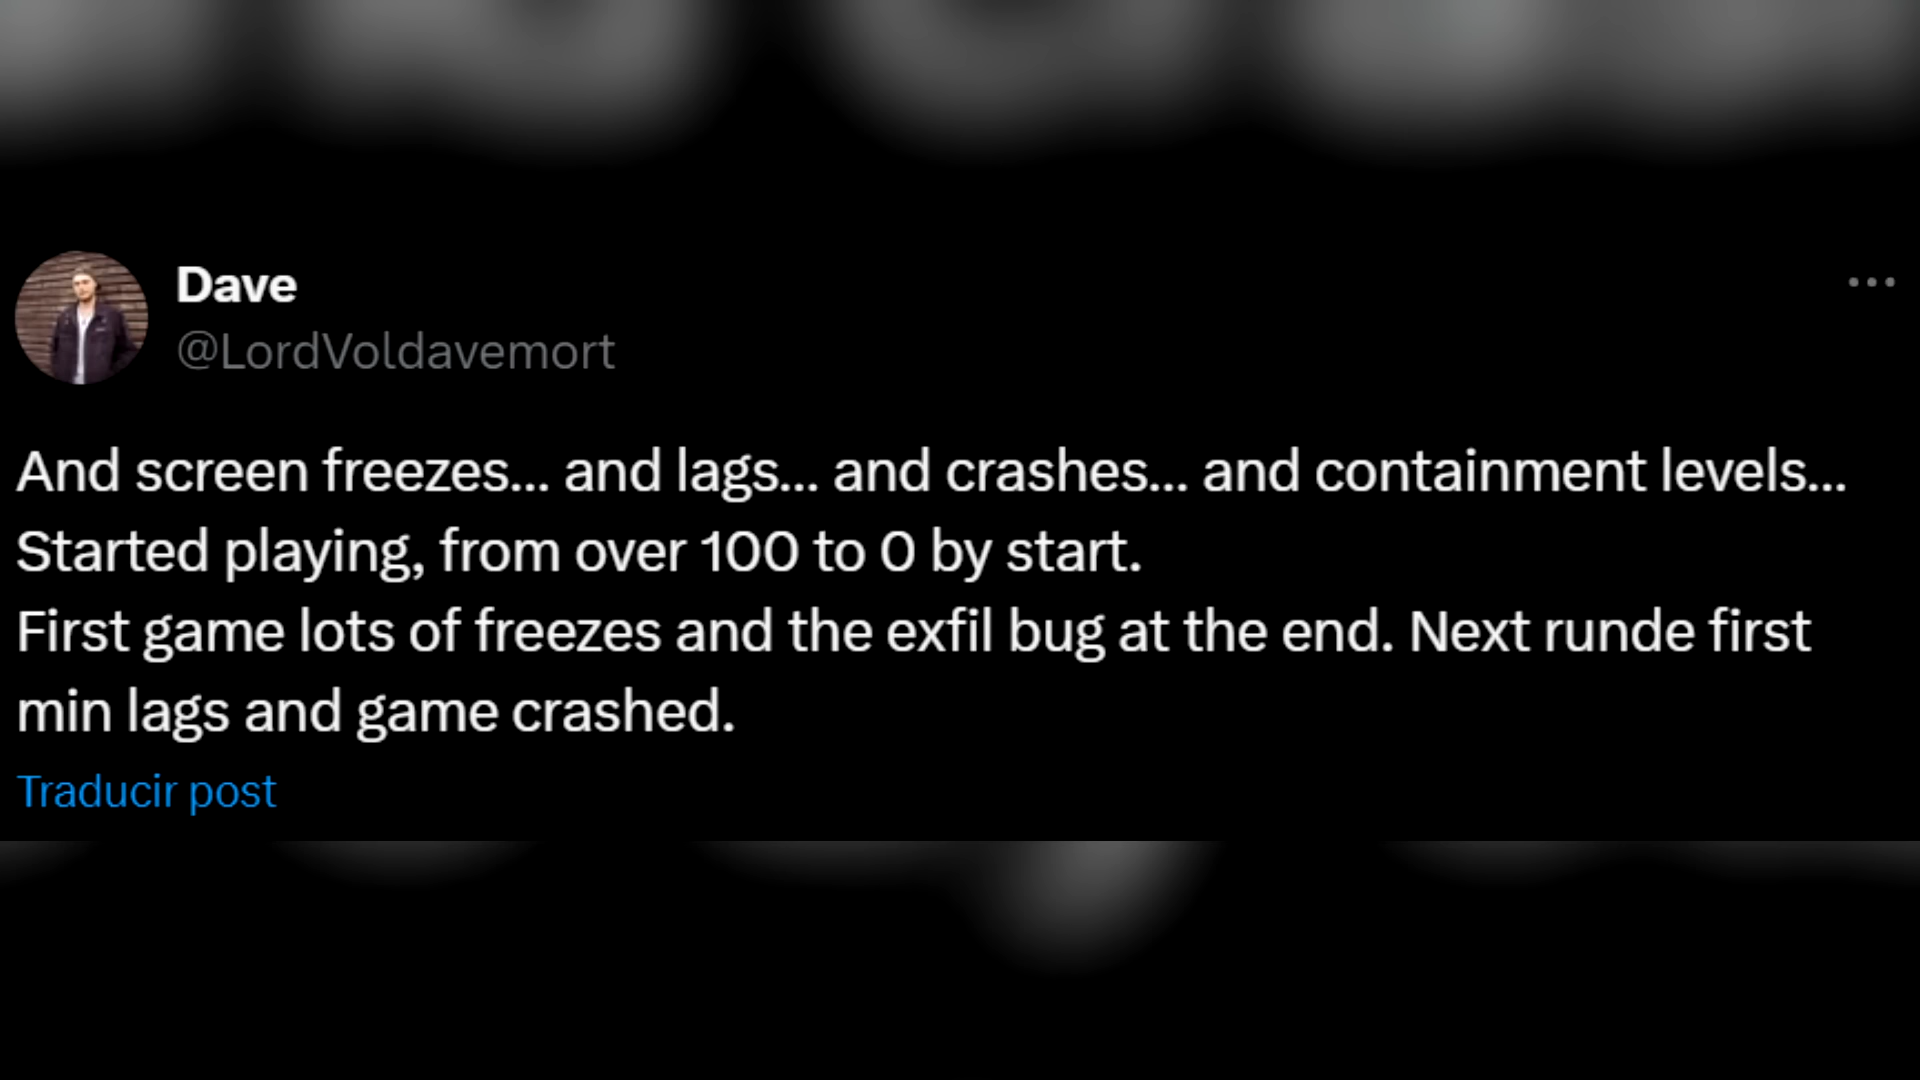 Dave
@LordVoldavemort
And screen freezes... and lags... and crashes... and containment levels...
Started playing, from over 100 to 0 by start.
First game lots of freezes and the exfil bug at the end. Next runde first
min lags and game crashed.
Traducir post